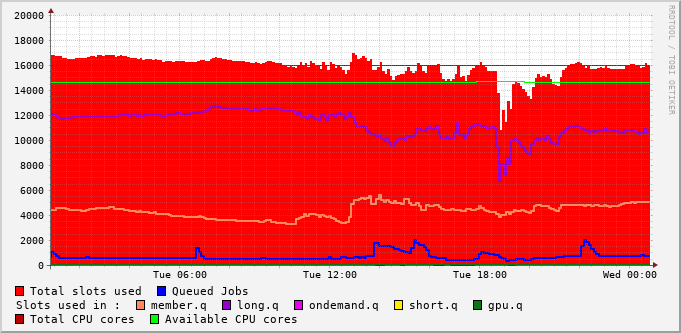 20000
18000
16000
14000
12000
10000
8000
6000
4000
2000
0
Tue 06:00 Tue 12:00 Tue 18:00 Wed 00:00
Total slots used Queued Jobs
Slots used in : member.q long.q ondemand.q short.q gpu.q
Total CPU cores Available CPU cores
RRDTOOL / TOBI OETIKER